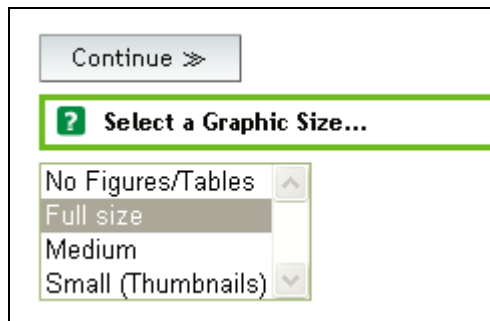 Continue ≫
? Select a Graphic Size...
No Figures/Tables
Full size
Medium
Small (Thumbnails)